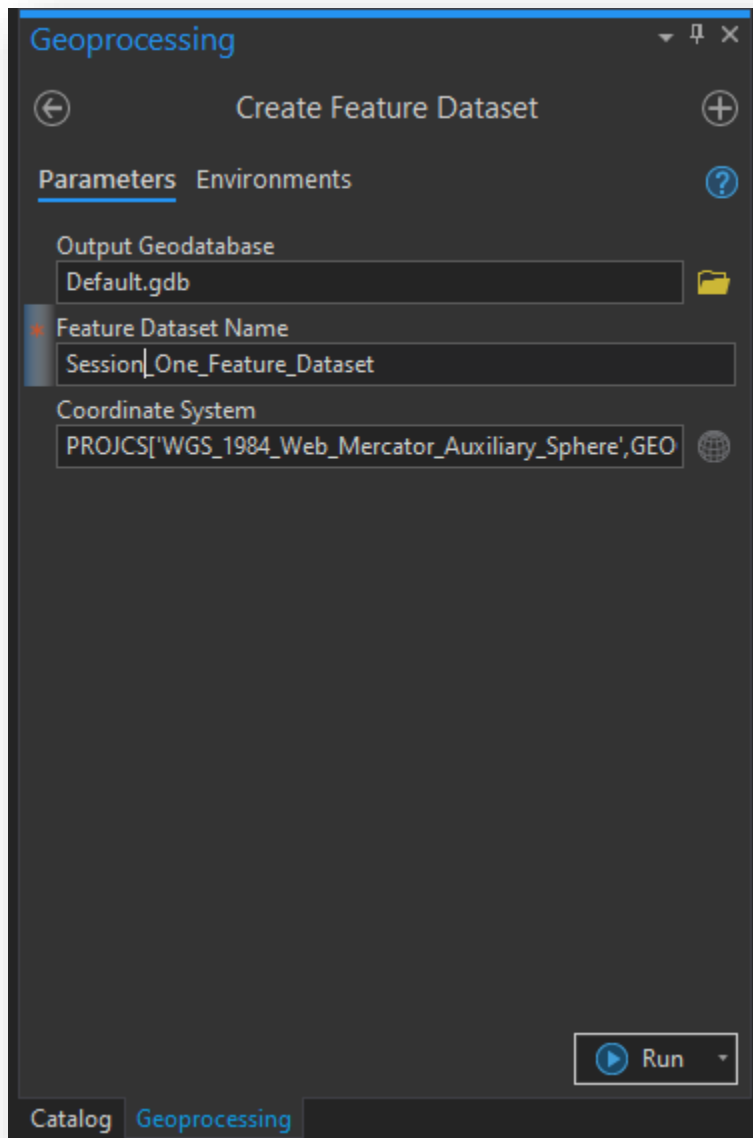 Geoprocessing
Create Feature Dataset
Parameters Environments
Output Geodatabase
Default.gdb
Feature Dataset Name
Session_One_Feature_Dataset
Coordinate System
PROJCS['WGS_1984_Web_Mercator_Auxiliary_Sphere',GEO
Run
Catalog Geoprocessing